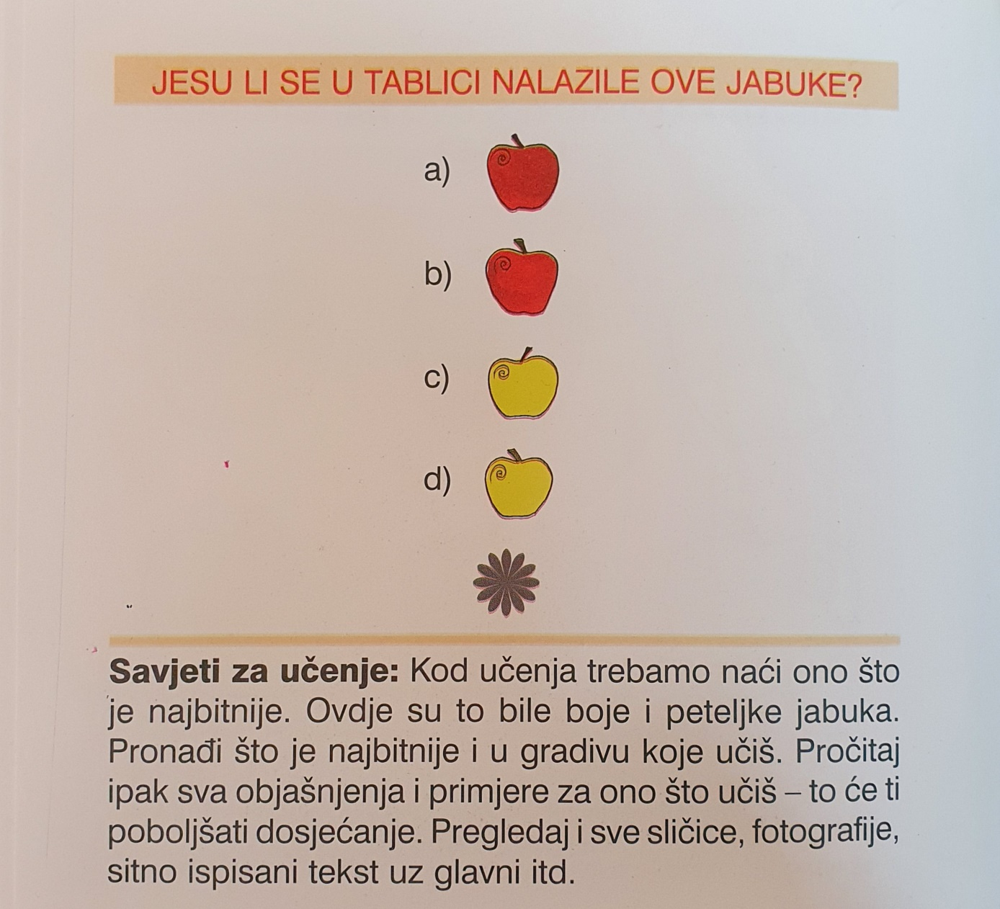 JESU LI SE U TABLICI NALAZILE OVE JABUKE?
a)
b)
c)
d)
Savjeti za učenje: Kod učenja trebamo naći ono što
je najbitnije. Ovdje su to bile boje i peteljke jabuka.
Pronađi što je najbitnije i u gradivu koje učiš. Pročitaj
ipak sva objašnjenja i primjere za ono što učiš – to će ti
poboljšati dosjećanje. Pregledaj i sve sličice, fotografije,
sitno ispisani tekst uz glavni itd.